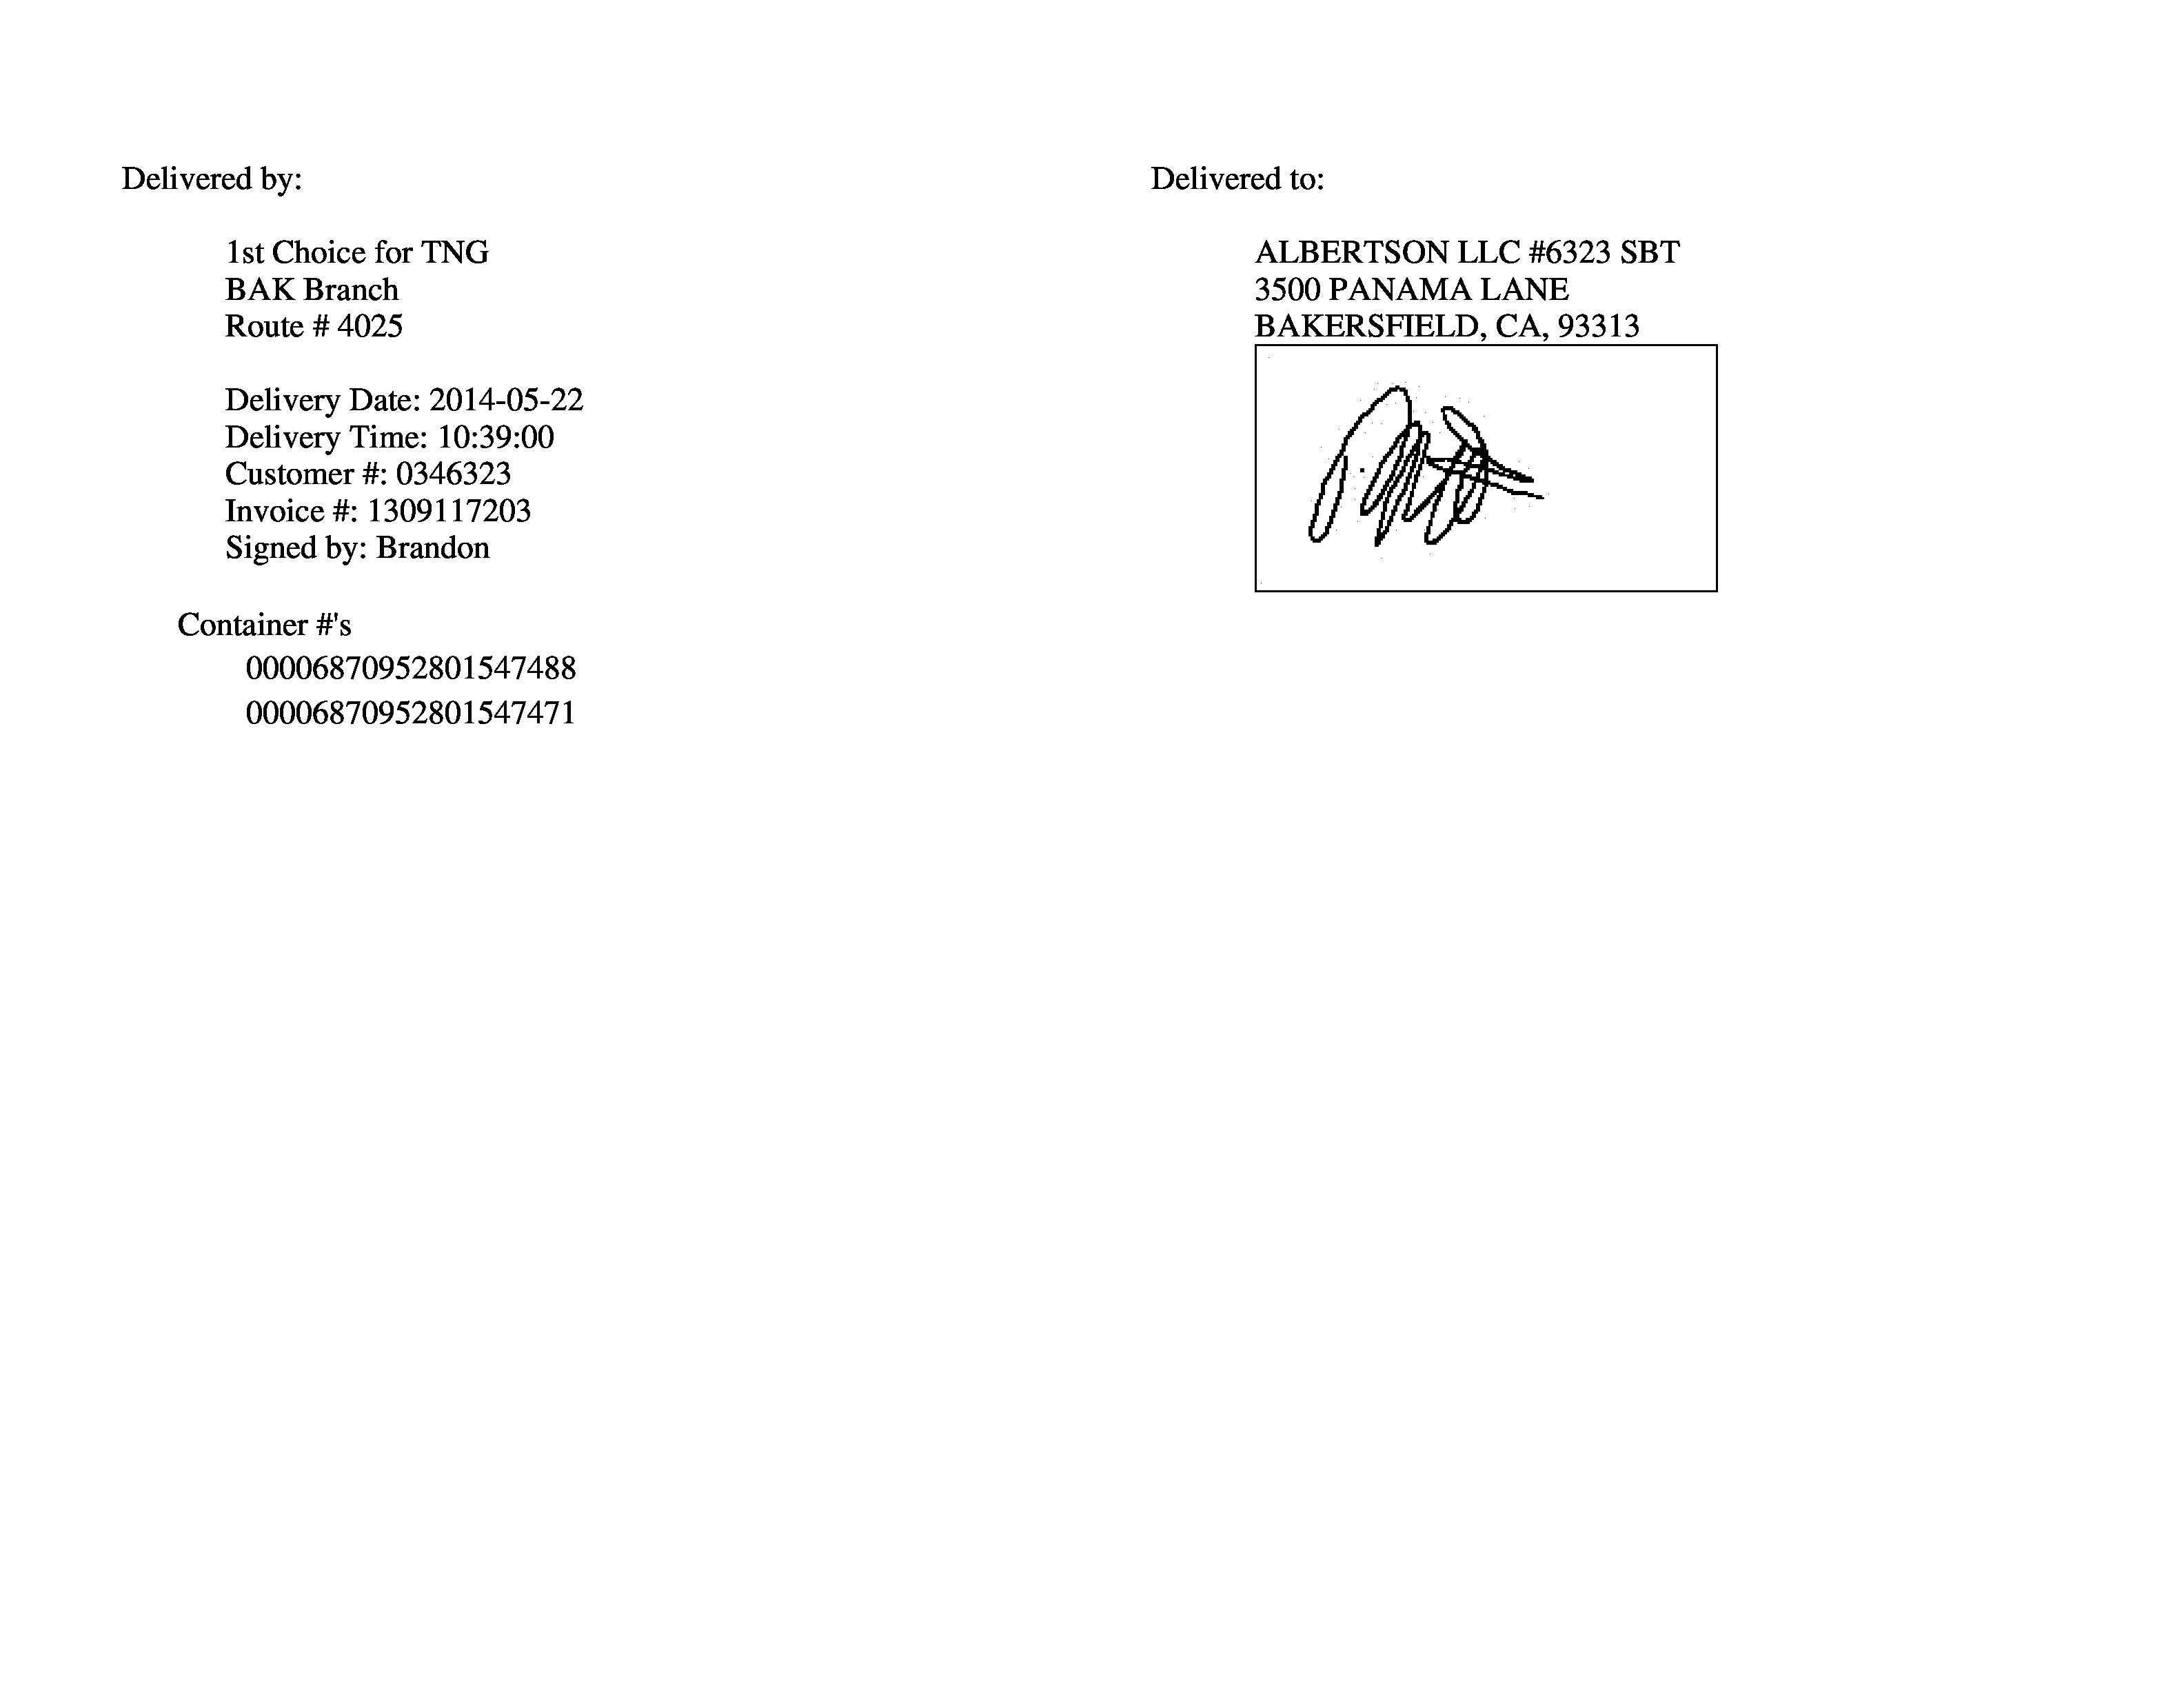 Delivered by:
1st Choice for TNG
BAK Branch
Route # 4025
Delivery Date: 2014-05-22
Delivery Time: 10:39:00
Customer #: 0346323
Invoice #: 1309117203
Signed by: Brandon
Container #'s
00006870952801547488
00006870952801547471
Delivered to:
ALBERTSON LLC #6323 SBT
3500 PANAMA LANE
BAKERSFIELD, CA, 93313